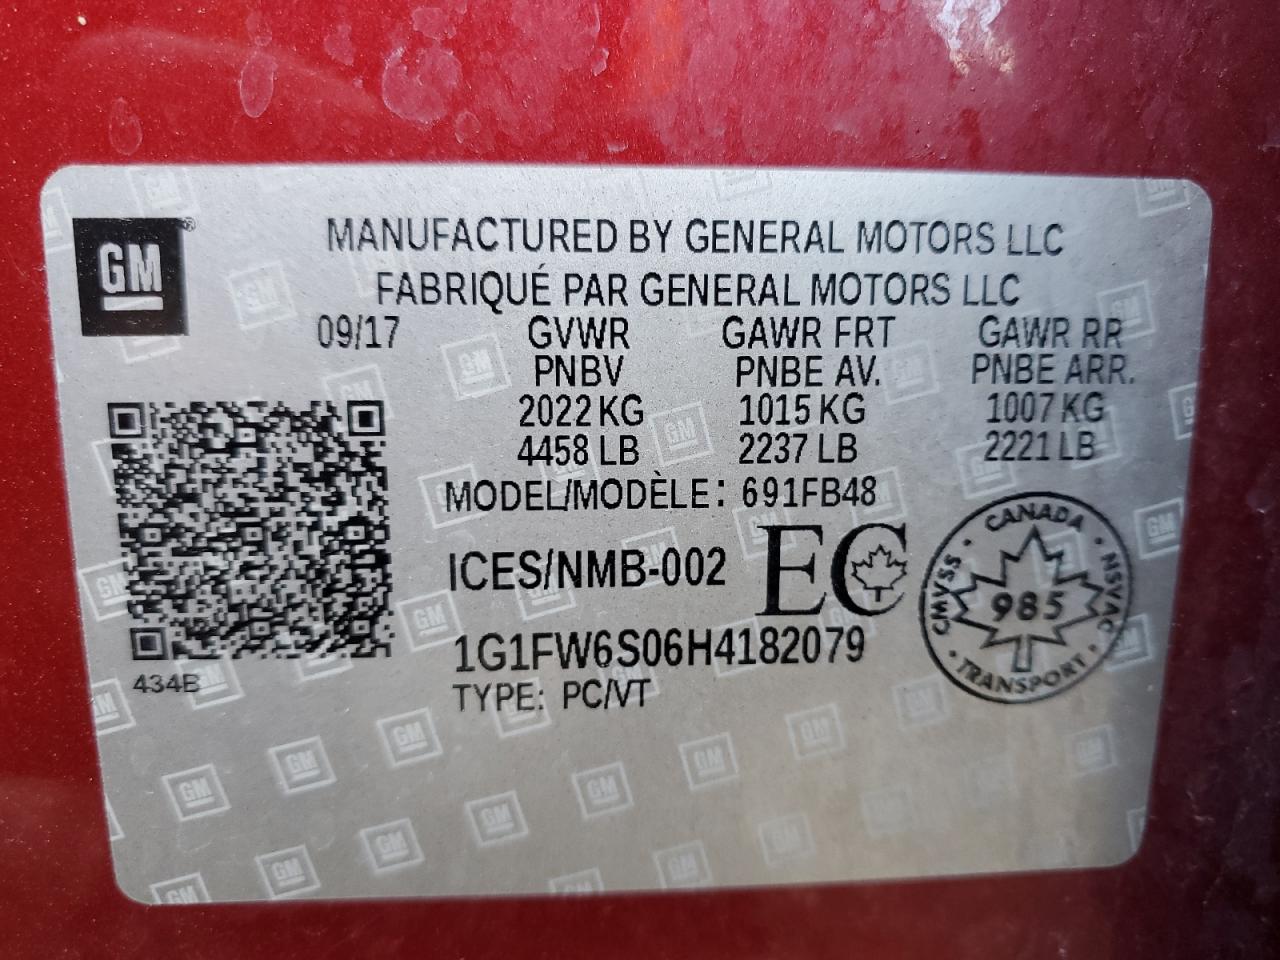 GM®
MANUFACTURED BY GENERAL MOTORS LLC
FABRIQUÉ PAR GENERAL MOTORS LLC
09/17 GVWR GAWR FRT GAWR RR
PNBV PNBE AV. PNBE ARR.
2022 KG 1015 KG 1007 KG
4458 LB 2237 LB 2221 LB
MODEL/MODÈLE: 691FB48
ICES/NMB-002 EC
CANADA
CMVSS 985 NSVAC
TRANSPORT
1G1FW6S06H4182079
434B
TYPE: PC/VT